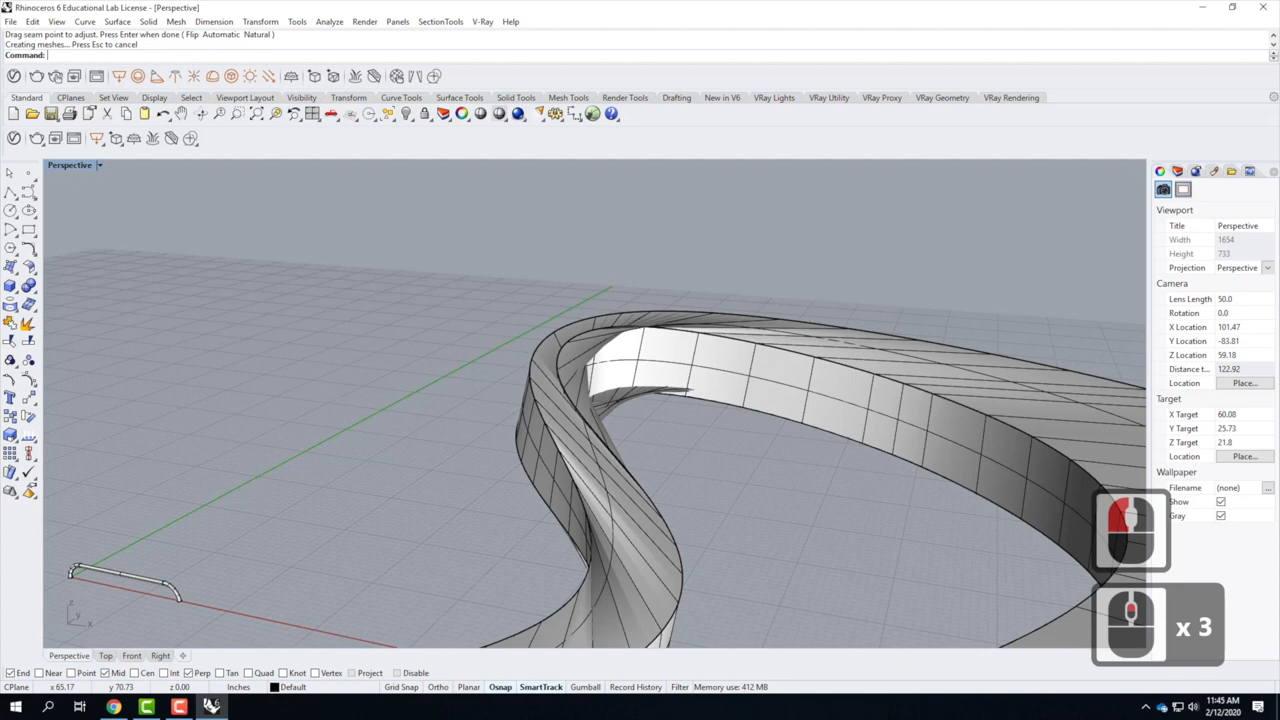 Rhinoceros 6 Educational Lab License - [Perspective]
File Edit View Curve Surface Solid Mesh Dimension Transform Tools Analyze Render Panels SectionTools V-Ray Help
Drag seam point to adjust. Press Enter when done ( Flip Automatic Natural )
Creating meshes... Press Esc to cancel
Command:
Standard CPlanes Set View Display Select Viewport Layout Visibility Transform Curve Tools Surface Tools Solid Tools Mesh Tools Render Tools Drafting New in V6 VRay Lights VRay Utility VRay Proxy VRay Geometry VRay Rendering
Perspective
Viewport
Title Perspective
Width 1654
Height 733
Projection Perspective
Camera
Lens Length 50.0
Rotation 0.0
X Location 101.47
Y Location -83.81
Z Location 59.18
Distance t... 122.92
Location Place...
Target
X Target 60.08
Y Target 25.73
Z Target 21.8
Location Place...
Wallpaper
Filename (none) ...
Show
Gray
x 3
z
y
x
Perspective Top Front Right
End Near Point Mid Cen Int Perp Tan Quad Knot Vertex Project Disable
CPlane x 65.17 y 70.73 z 0.00 Inches Default Grid Snap Ortho Planar Osnap SmartTrack Gumball Record History Filter Memory use: 412 MB
11:45 AM
2/12/2020